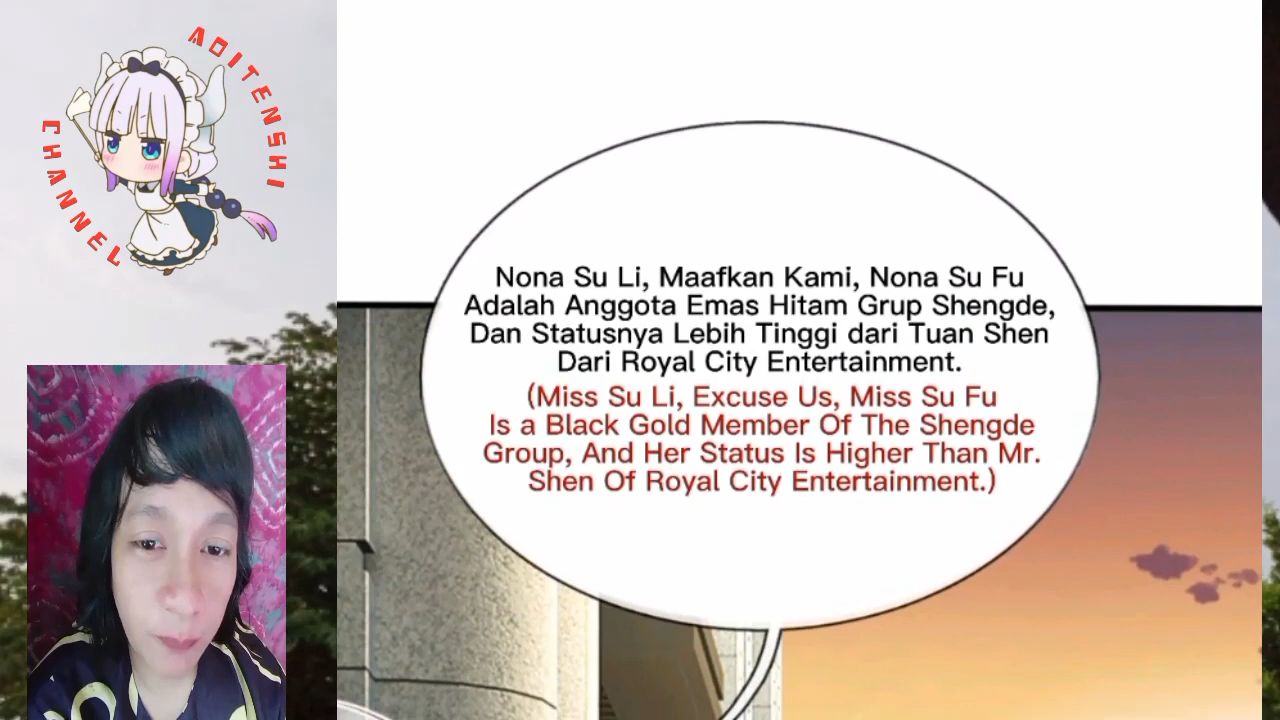 AOITENSHI
CHANNEL
Nona Su Li, Maafkan Kami, Nona Su Fu
Adalah Anggota Emas Hitam Grup Shengde,
Dan Statusnya Lebih Tinggi dari Tuan Shen
Dari Royal City Entertainment.
(Miss Su Li, Excuse Us, Miss Su Fu
Is a Black Gold Member Of The Shengde
Group, And Her Status Is Higher Than Mr.
Shen Of Royal City Entertainment.)